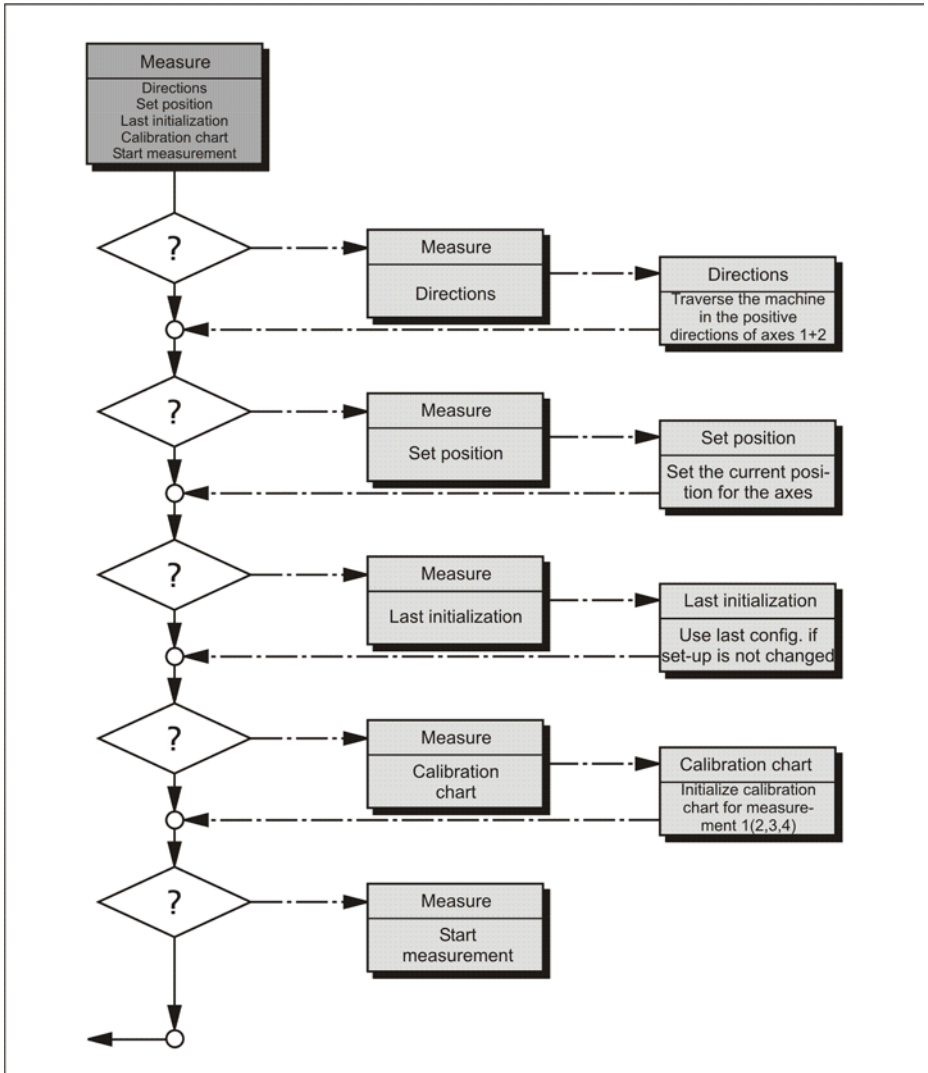 Measure
Directions
Set position
Last initialization
Calibration chart
Start measurement
?
Measure
Directions
Directions
Traverse the machine
in the positive
directions of axes 1+2
?
Measure
Set position
Set position
Set the current posi-
tion for the axes
?
Measure
Last initialization
Last initialization
Use last config. if
set-up is not changed
?
Measure
Calibration
chart
Calibration chart
Initialize calibration
chart for measure-
ment 1(2,3,4)
?
Measure
Start
measurement